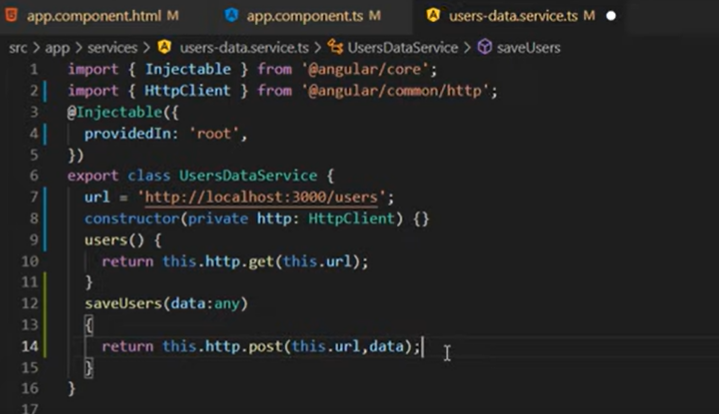 app.component.html M app.component.ts M users-data.service.ts M
src > app > services > users-data.service.ts > UsersDataService > saveUsers
1 import { Injectable } from '@angular/core';
2 import { HttpClient } from '@angular/common/http';
3 @Injectable({
4 providedIn: 'root',
5 })
6 export class UsersDataService {
7 url = 'http://localhost:3000/users';
8 constructor(private http: HttpClient) {}
9 users() {
10 return this.http.get(this.url);
11 }
12 saveUsers(data:any)
13 {
14 return this.http.post(this.url,data);
15 }
16 }
17